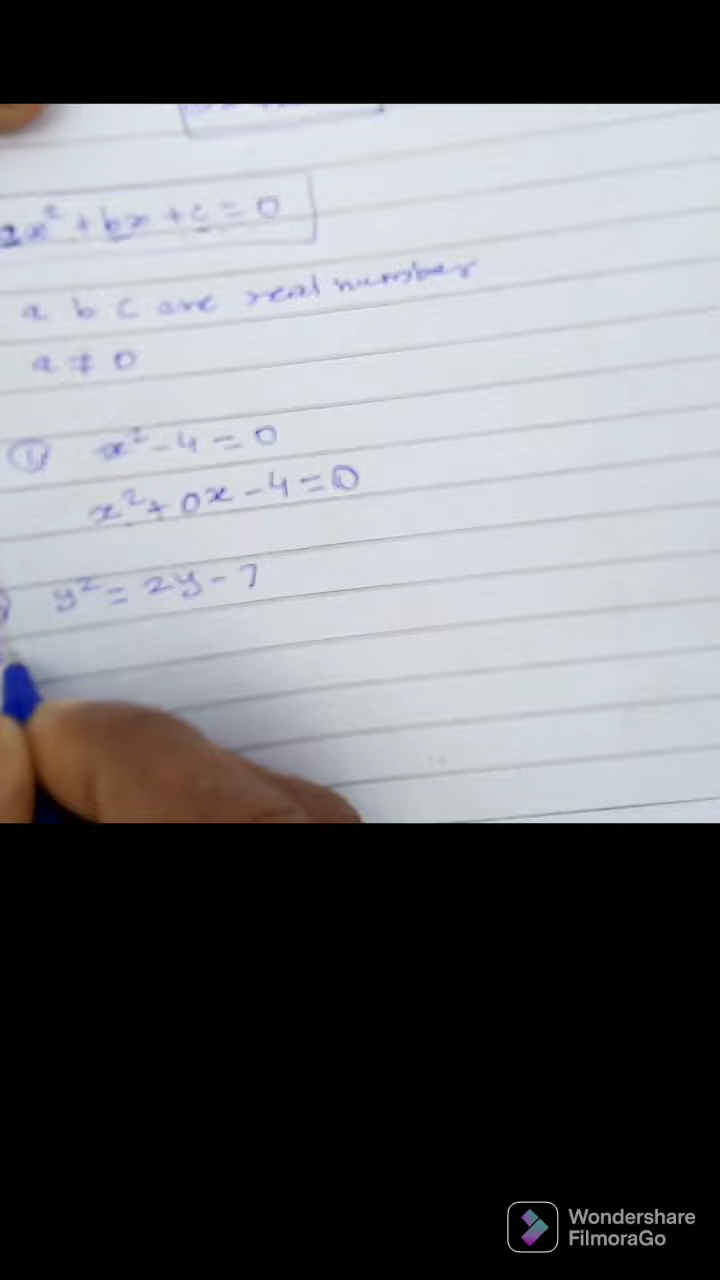 ax² + bx + c = 0
a b c are real number
a ≠ 0
① x² - 4 = 0
x² + 0x - 4 = 0
y² = 2y - 7
Wondershare
FilmoraGo